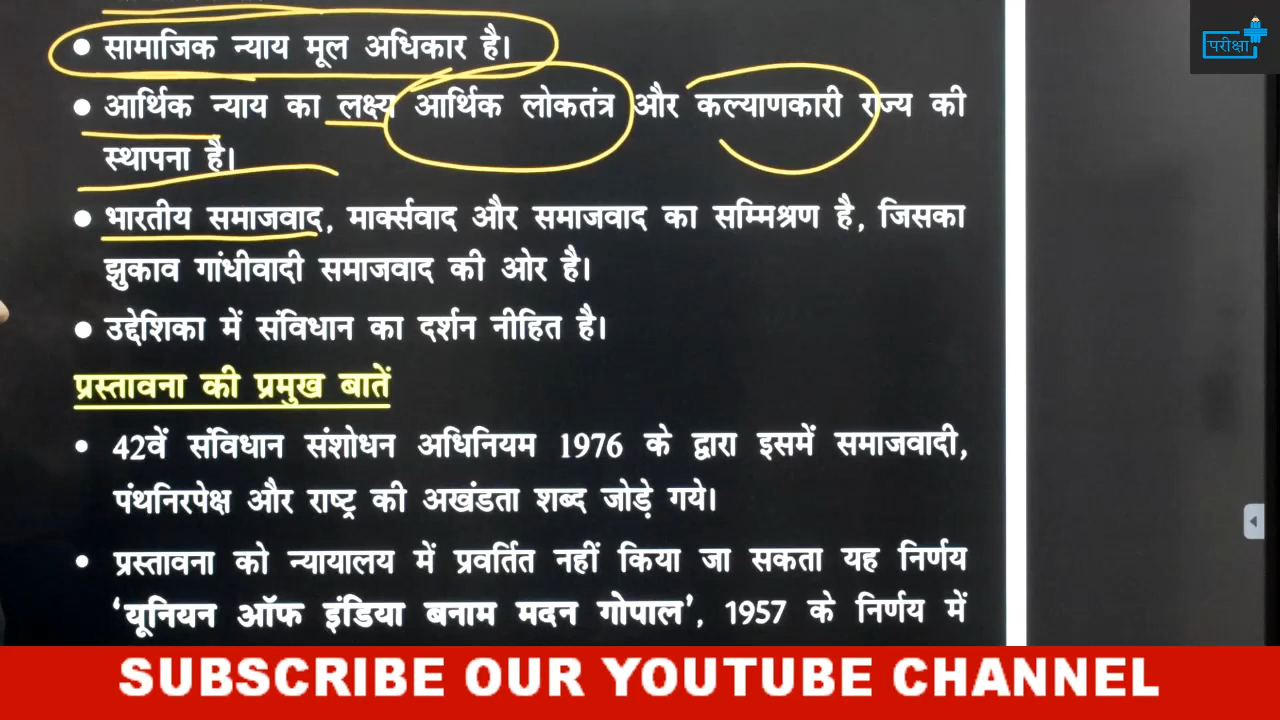 परीक्षा
● सामाजिक न्याय मूल अधिकार है।
● आर्थिक न्याय का लक्ष्य आर्थिक लोकतंत्र और कल्याणकारी राज्य की
स्थापना है।
● भारतीय समाजवाद, मार्क्सवाद और समाजवाद का सम्मिश्रण है, जिसका
झुकाव गांधीवादी समाजवाद की ओर है।
● उद्देशिका में संविधान का दर्शन नीहित है।
प्रस्तावना की प्रमुख बातें
• 42वें संविधान संशोधन अधिनियम 1976 के द्वारा इसमें समाजवादी,
पंथनिरपेक्ष और राष्ट्र की अखंडता शब्द जोड़े गये।
• प्रस्तावना को न्यायालय में प्रवर्तित नहीं किया जा सकता यह निर्णय
‘यूनियन ऑफ इंडिया बनाम मदन गोपाल’, 1957 के निर्णय में
SUBSCRIBE OUR YOUTUBE CHANNEL